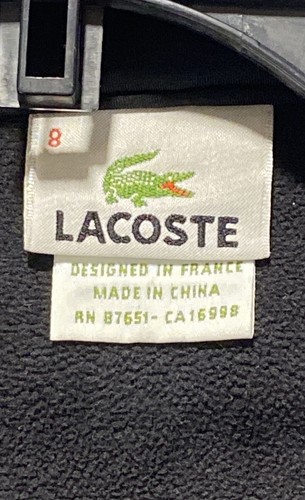 8
LACOSTE
DESIGNED IN FRANCE
MADE IN CHINA
RN 87651- CA16998